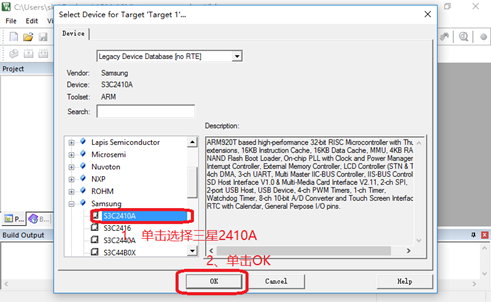 C:\Users\s
Select Device for Target 'Target 1'...
File
Edit
Device
Project
Legacy Device Database [no RTE]
Vendor:
Samsung
Device:
S3C2410A
Toolset:
ARM
Search:
Description:
Lapis Semiconductor
Microsemi
Nuvoton
NXP
ROHM
Samsung
S3C2410A
S3C2416
S3C2440A
S3C44B0X
ARM920T based high-performance 32-bit RISC Microcontroller with Thu
extensions, 16KB Instruction Cache, 16KB Data Cache, MMU, 4KB RA
NAND Flash Boot Loader, On-chip PLL with Clock and Power Manager
Interrupt Controller, External Memory Controller, LCD Controller (STN & T
4ch DMA, 3-ch UART, Multi Master IIC-BUS Controller, IIS-BUS Control
SD Host Interface V1.0 & Multi-Media Card Interface V2.11, 2-ch SPI,
2-port USB Host, USB Device, 4-ch PWM Timers, 1-ch Timer,
Watchdog Timer, 8-ch 10-bit A/D Converter and Touch Screen Interface
RTC with Calendar, General Perpose I/O pins.
1、单击选择三星2410A
2、单击OK
P...
B...
Build Output
OK
Cancel
Help